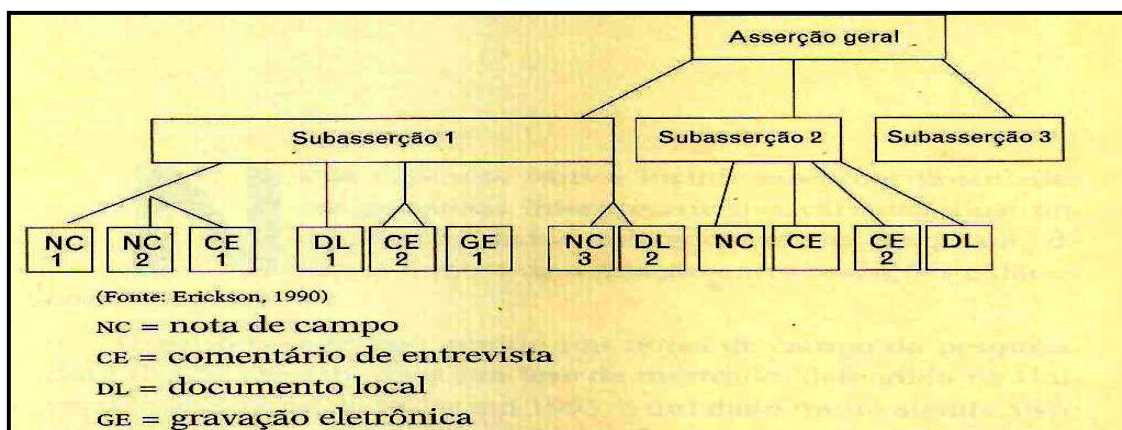 Asserção geral
Subasserção 1
Subasserção 2
Subasserção 3
NC
1
NC
2
CE
1
DL
1
CE
2
GE
1
NC
3
DL
2
NC
CE
CE
2
DL
(Fonte: Erickson, 1990)
NC = nota de campo
CE = comentário de entrevista
DL = documento local
GE = gravação eletrônica